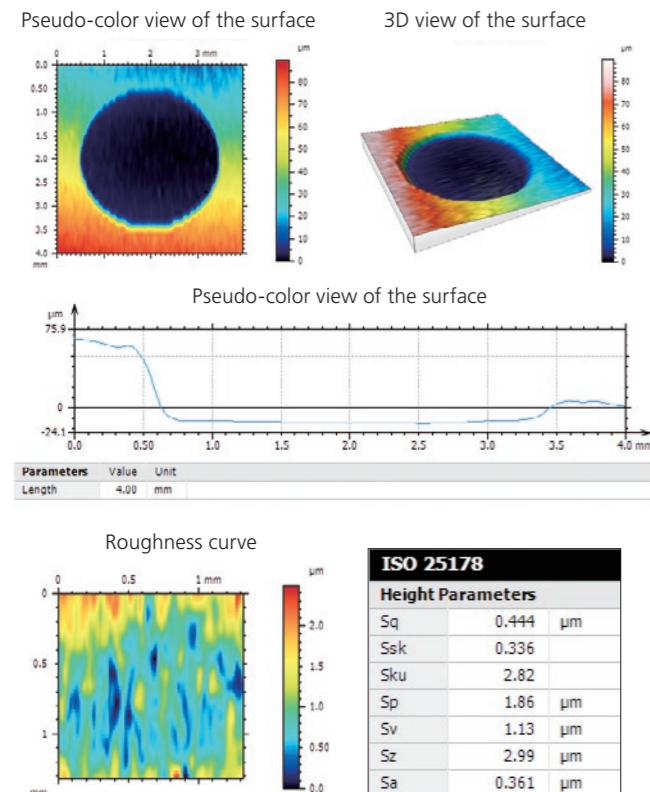 Pseudo-color view of the surface
3D view of the surface
0 1 2 3 mm
µm
0.0
0.50
1.0
1.5
2.0
2.5
3.0
3.5
4.0
mm
80
70
60
50
40
30
20
10
0
µm
80
70
60
50
40
30
20
10
0
Pseudo-color view of the surface
µm
75.9
0
-24.1
0.0 0.50 1.0 1.5 2.0 2.5 3.0 3.5 4.0 mm
Parameters Value Unit
Length 4.00 mm
Roughness curve
0 0.5 1 mm
µm
0
0.5
1
mm
2.0
1.5
1.0
0.50
0.0
ISO 25178
Height Parameters
Sq 0.444 µm
Ssk 0.336
Sku 2.82
Sp 1.86 µm
Sv 1.13 µm
Sz 2.99 µm
Sa 0.361 µm